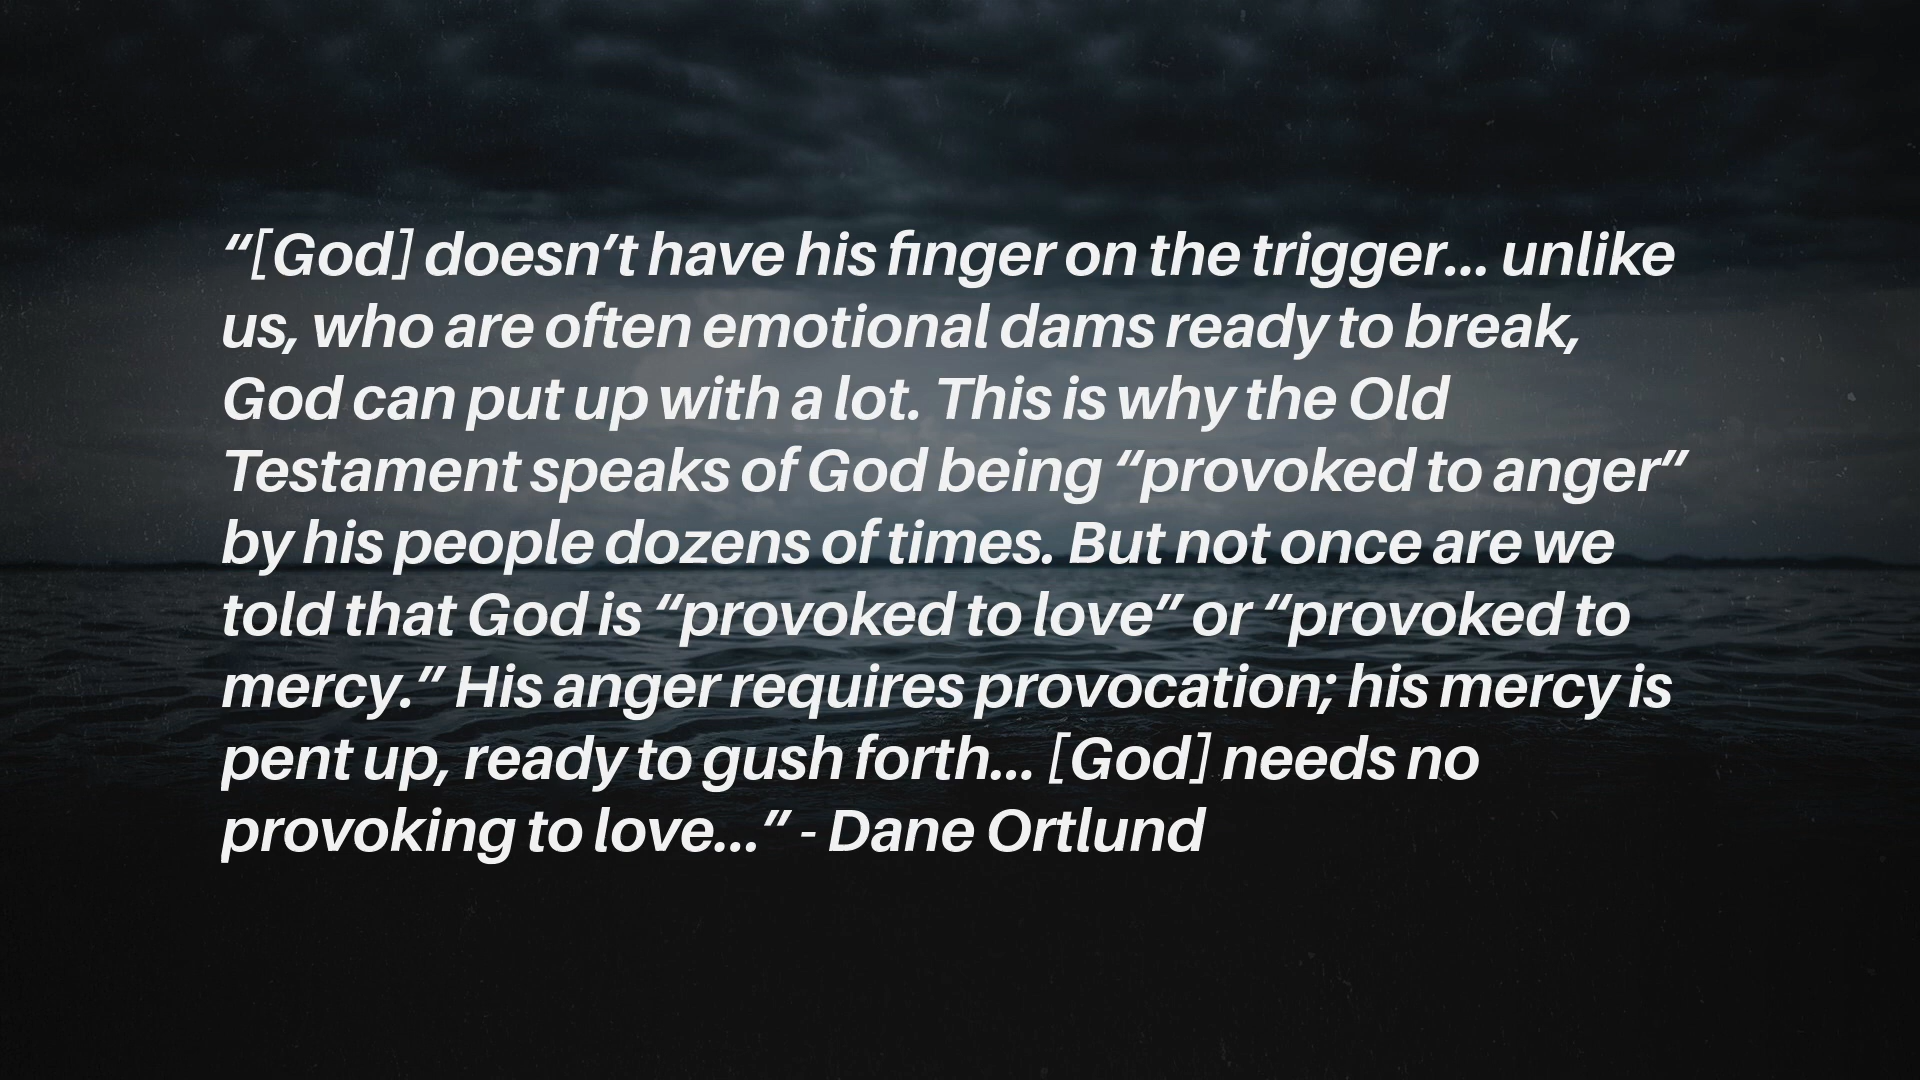 “[God] doesn’t have his finger on the trigger... unlike
us, who are often emotional dams ready to break,
God can put up with a lot. This is why the Old
Testament speaks of God being “provoked to anger”
by his people dozens of times. But not once are we
told that God is “provoked to love” or “provoked to
mercy.” His anger requires provocation; his mercy is
pent up, ready to gush forth... [God] needs no
provoking to love...” - Dane Ortlund